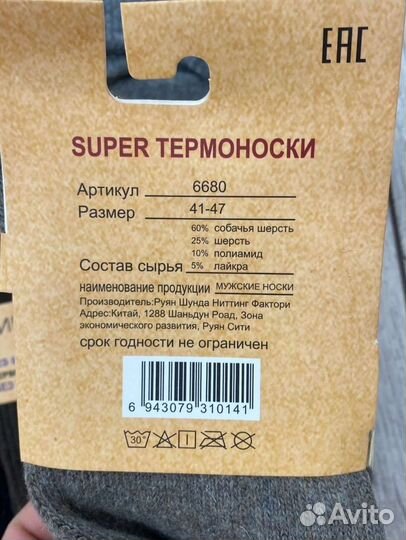 EAC
SUPER ТЕРМОНОСКИ
Артикул 6680
Размер 41-47
60% собачья шерсть
25% шерсть
10% полиамид
Состав сырья 5% лайкра
наименование продукции МУЖСКИЕ НОСКИ
Производитель:Руян Шунда Ниттинг Фактори
Адрес:Китай, 1288 Шаньдун Роад, Зона
экономического развития, Руян Сити
срок годности не ограничен
6 943079 310141
30°
Avito